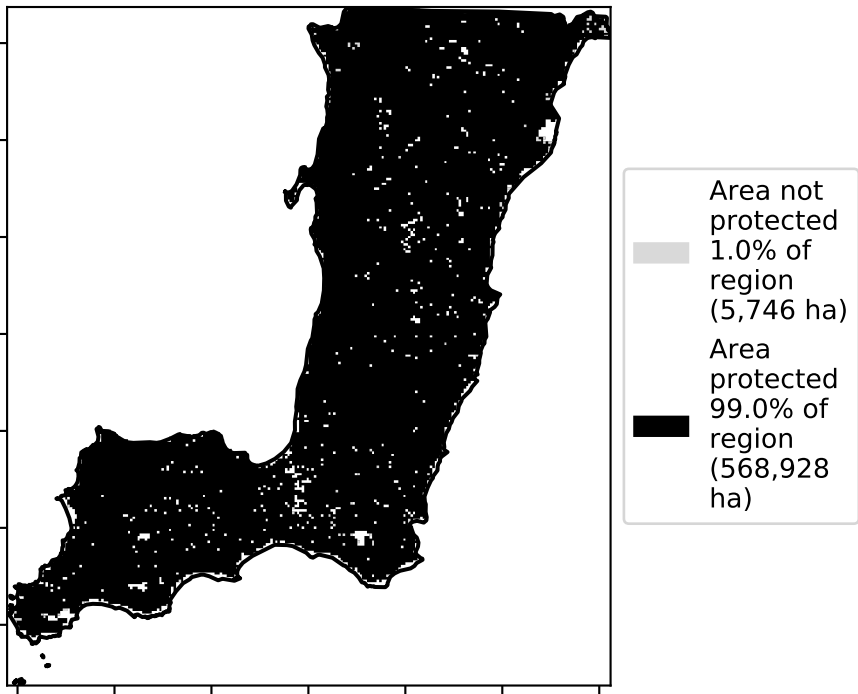 Area not
protected
1.0% of
region
(5,746 ha)
Area
protected
99.0% of
region
(568,928
ha)